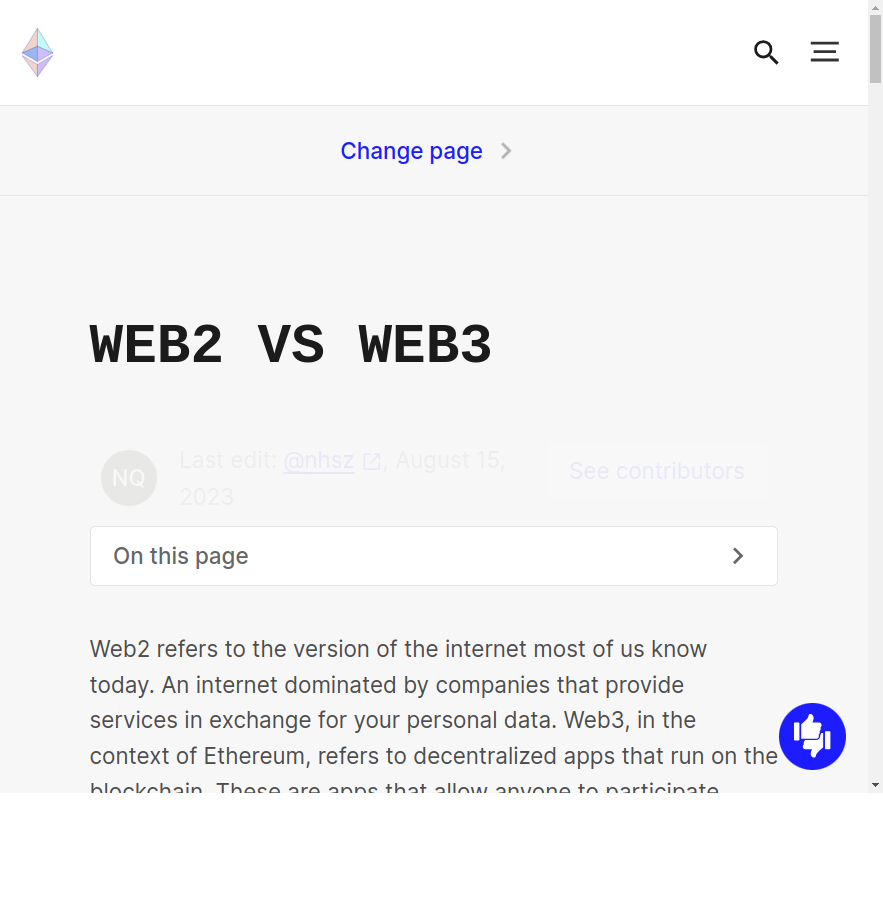 Change page
WEB2 VS WEB3
NQ
Last edit: @nhsz, August 15,
2023
See contributors
On this page
Web2 refers to the version of the internet most of us know
today. An internet dominated by companies that provide
services in exchange for your personal data. Web3, in the
context of Ethereum, refers to decentralized apps that run on the
blockchain. These are apps that allow anyone to participate